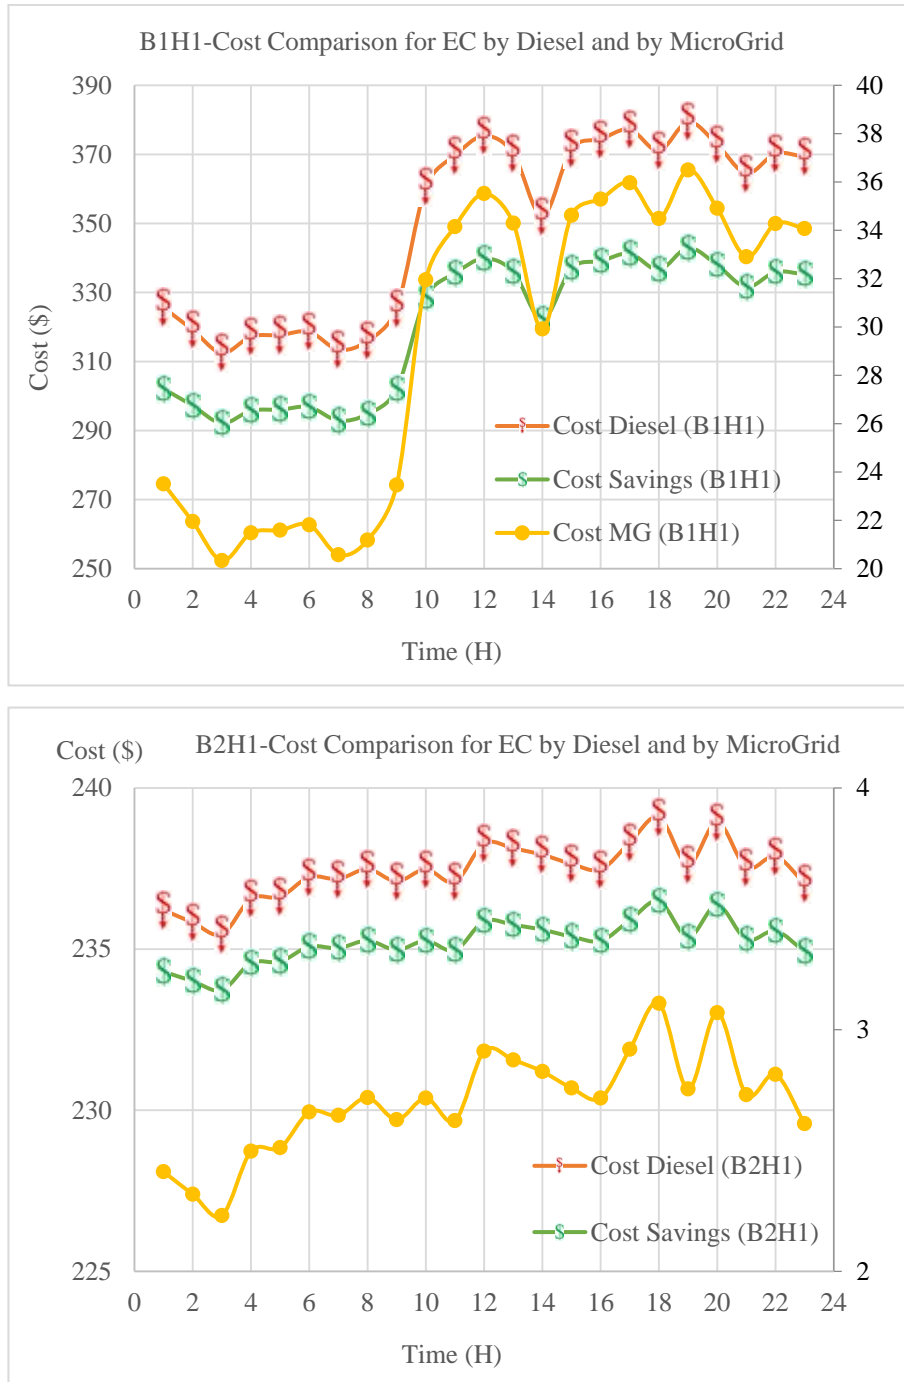 B1H1-Cost Comparison for EC by Diesel and by MicroGrid
390
370
350
330
310
290
270
250
40
38
36
34
32
30
28
26
24
22
20
Cost ($)
Cost Diesel (B1H1)
Cost Savings (B1H1)
Cost MG (B1H1)
0 2 4 6 8 10 12 14 16 18 20 22 24
Time (H)
Cost ($)
B2H1-Cost Comparison for EC by Diesel and by MicroGrid
240
235
230
225
4
3
2
Cost Diesel (B2H1)
Cost Savings (B2H1)
0 2 4 6 8 10 12 14 16 18 20 22 24
Time (H)